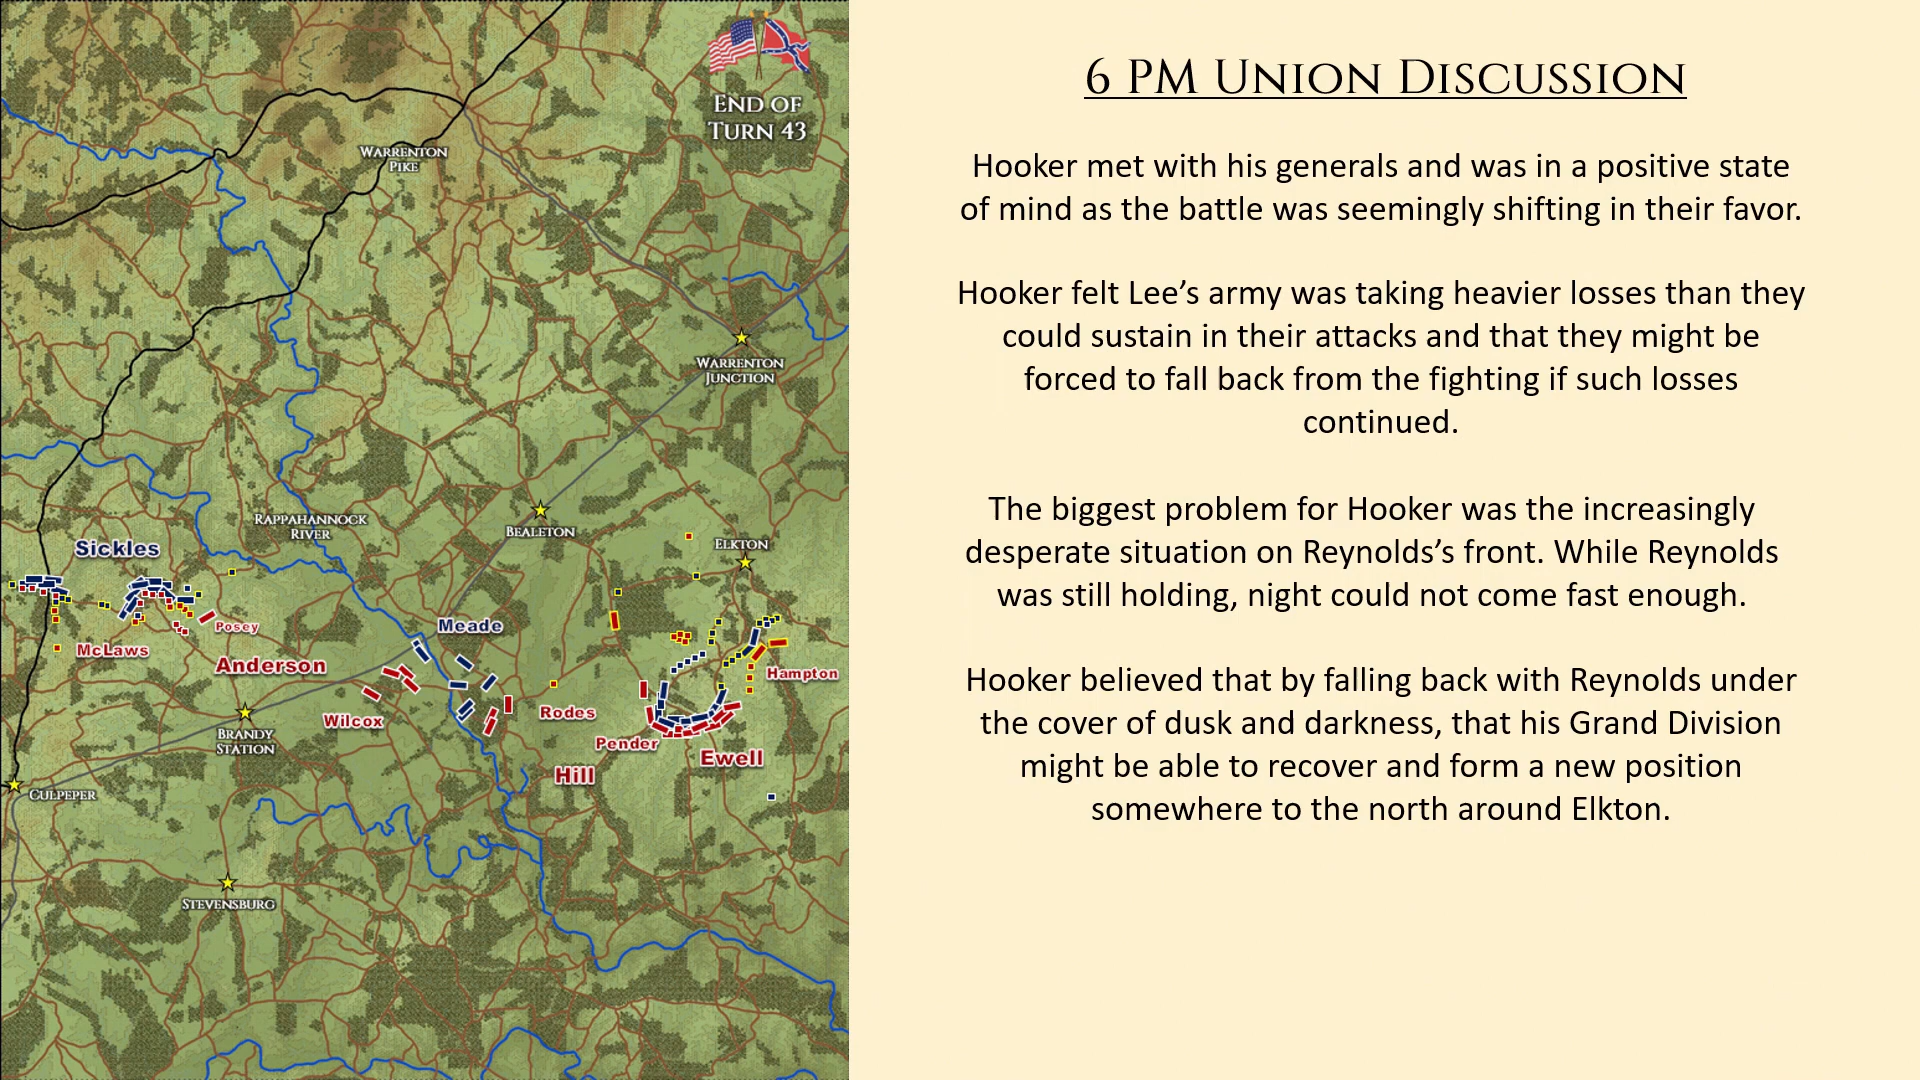 END OF
TURN 43
WARRENTON
PIKE
WARRENTON
JUNCTION
RAPPAHANNOCK
RIVER
BEALETON
ELKTON
Sickles
Meade
Posey
McLaws
Anderson
Hampton
Wilcox
Rodes
BRANDY
STATION
Pender
Ewell
Hill
CULPEPER
STEVENSBURG
6 PM UNION DISCUSSION
Hooker met with his generals and was in a positive state
of mind as the battle was seemingly shifting in their favor.
Hooker felt Lee’s army was taking heavier losses than they
could sustain in their attacks and that they might be
forced to fall back from the fighting if such losses
continued.
The biggest problem for Hooker was the increasingly
desperate situation on Reynolds’s front. While Reynolds
was still holding, night could not come fast enough.
Hooker believed that by falling back with Reynolds under
the cover of dusk and darkness, that his Grand Division
might be able to recover and form a new position
somewhere to the north around Elkton.